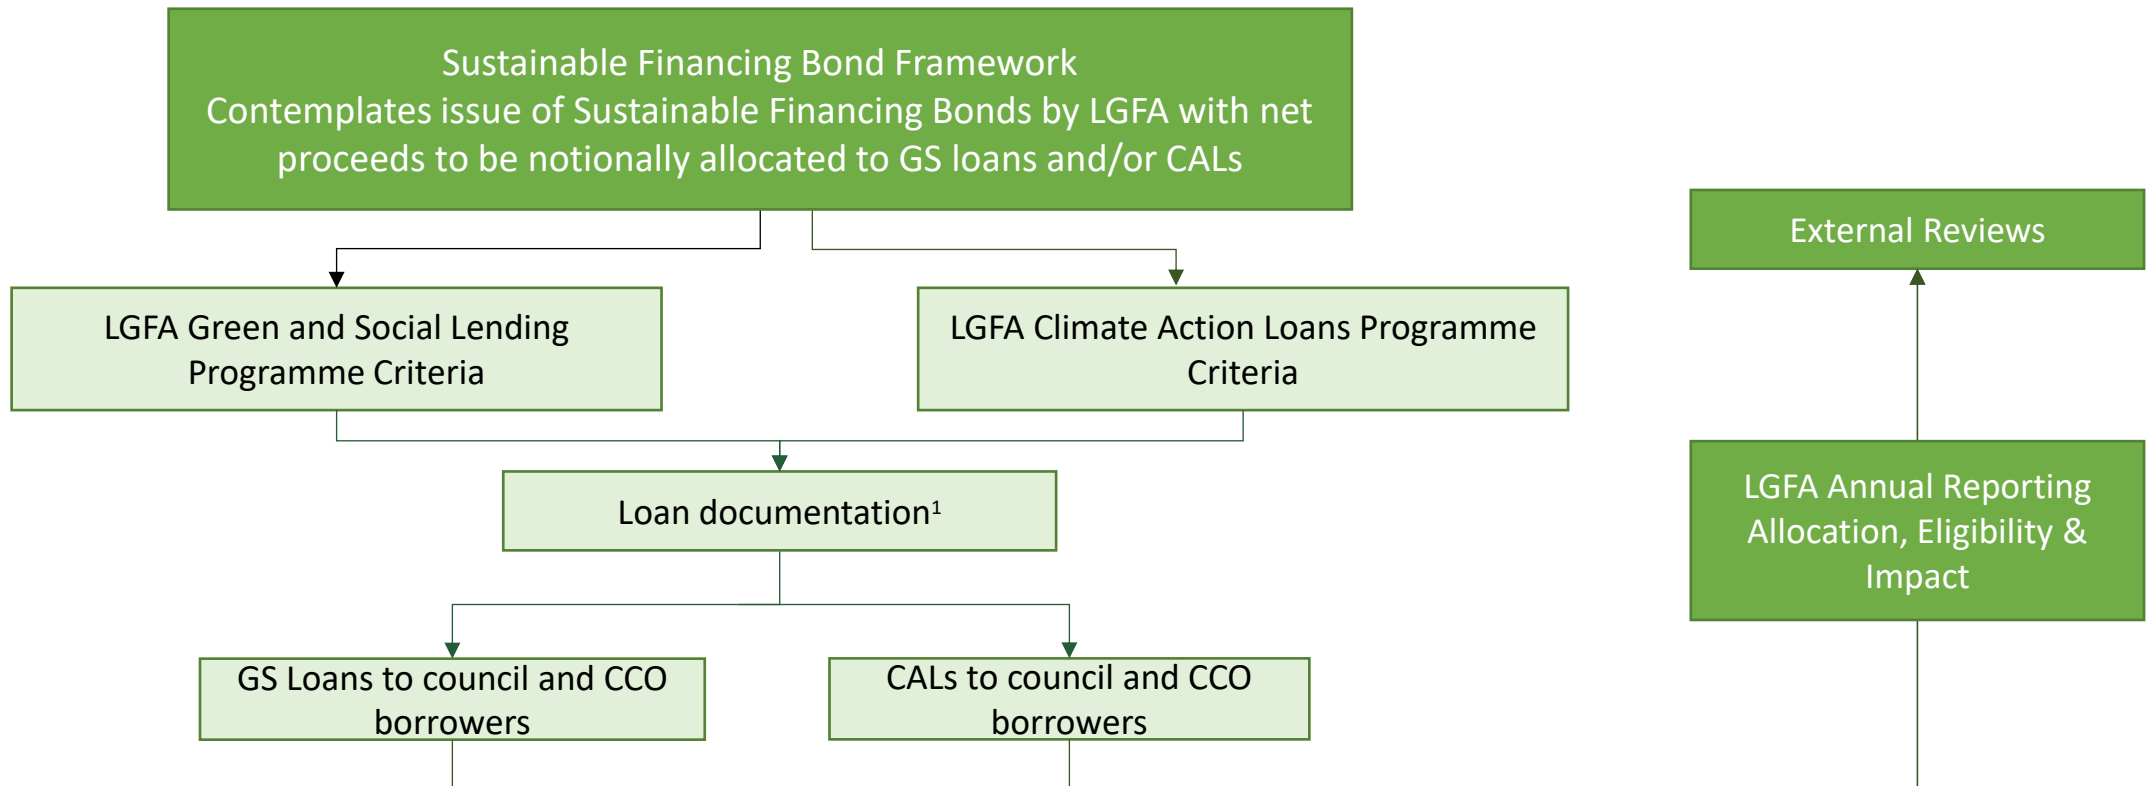 Sustainable Financing Bond Framework
Contemplates issue of Sustainable Financing Bonds by LGFA with net
proceeds to be notionally allocated to GS loans and/or CALs
External Reviews
LGFA Green and Social Lending
Programme Criteria
LGFA Climate Action Loans Programme
Criteria
Loan documentation¹
LGFA Annual Reporting
Allocation, Eligibility &
Impact
GS Loans to council and CCO
borrowers
CALs to council and CCO
borrowers